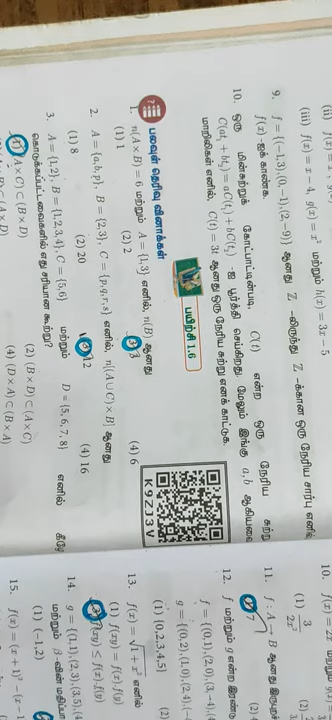 (iii) f(x) = x − 4, g(x) = x² மற்றும் h(x) = 3x − 5
9. f = {(−1,3),(0,−1),(2,−9)} ஆனது ℤ -லிருந்து ℤ -க்கான ஒரு நேரிய சார்பு எனில்
f(x)-ஐக் காண்க.
10. ஒரு மின்சுற்றுக் கோட்பாட்டின்படி, C(t) என்ற ஒரு நேரிய சுற்று
C(at₁ + bt₂) = aC(t₁) + bC(t₂) -ஐ பூர்த்தி செய்கிறது மேலும் இங்கு a, b ஆகியவை
மாறிலிகள் எனில், C(t) = 3t ஆனது ஒரு நேரிய சுற்று எனக் காட்டுக.
பயிற்சி 1.6
பலவுள் தெரிவு வினாக்கள்
1. n(A × B) = 6 மற்றும் A = {1,3} எனில், n(B) ஆனது
(1) 1 (2) 2 (3) 3 (4) 6
K9Z13V
2. A = {a,b,p}, B = {2,3}, C = {p,q,r,s} எனில், n[(A ∪ C) × B] ஆனது
(1) 8 (2) 20 (3) 12 (4) 16
3. A = {1,2}, B = {1,2,3,4}, C = {5,6} மற்றும் D = {5,6,7,8} எனில் கீழே
கொடுக்கப்பட்டவைகளில் எது சரியான கூற்று?
(1) (A × C) ⊂ (B × D) (2) (B × D) ⊂ (A × C)
(4) (D × A) ⊂ (B × A)
(1) 3/2x²
11. f : A → B ஆனது
(1) 7
12. f மற்றும் g என்ற இரண்டு
f = {(0,1),(2,0),(3,−4),
g = {(0,2),(1,0),(2,4),(−
(1) {0,2,3,4,5}
13. f(x) = √1 + x² எனில்
(1) f(xy) = f(x).f(y)
(3) f(xy) ≤ f(x).f(y)
14. g = {(1,1),(2,3),(3,5),(4
மற்றும் β-வின் மதிப்பா
(1) (−1,2)
15. f(x) = (x + 1)³ − (x − 1